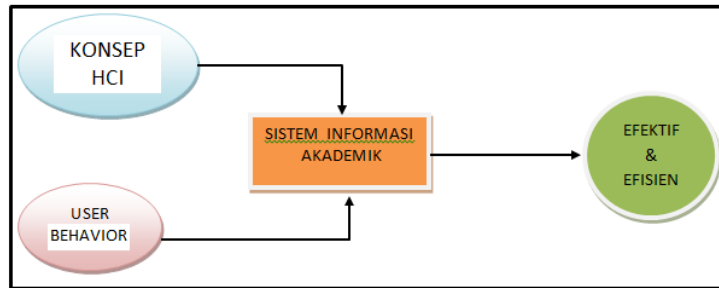 KONSEP
HCI
SISTEM INFORMASI
AKADEMIK
EFEKTIF
&
EFISIEN
USER
BEHAVIOR